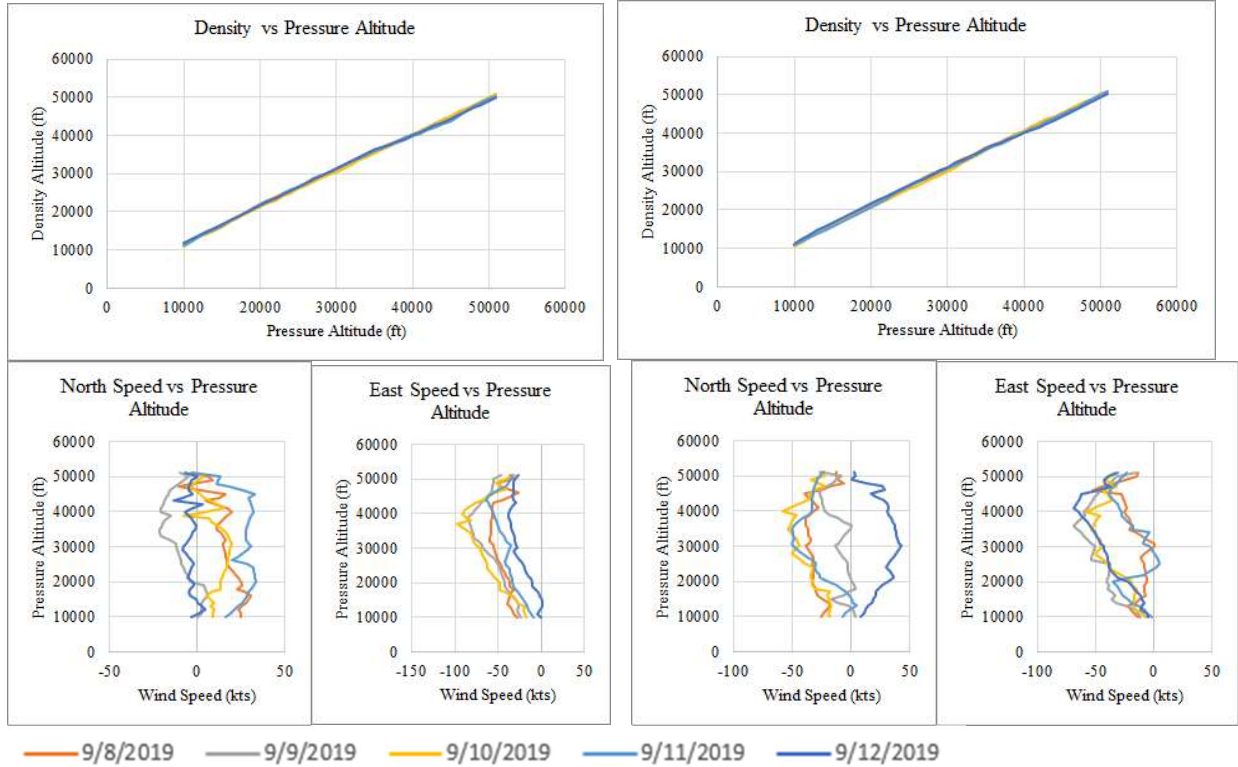 Density vs Pressure Altitude
Density Altitude (ft)
60000
50000
40000
30000
20000
10000
0
0 10000 20000 30000 40000 50000 60000
Pressure Altitude (ft)
Density vs Pressure Altitude
Density Altitude (ft)
60000
50000
40000
30000
20000
10000
0
0 10000 20000 30000 40000 50000 60000
Pressure Altitude (ft)
North Speed vs Pressure
Altitude
Pressure Altitude (ft)
60000
50000
40000
30000
20000
10000
0
-50 0 50
Wind Speed (kts)
East Speed vs Pressure
Altitude
Pressure Altitude (ft)
60000
50000
40000
30000
20000
10000
0
-150 -100 -50 0 50
Wind Speed (kts)
North Speed vs Pressure
Altitude
Pressure Altitude (ft)
60000
50000
40000
30000
20000
10000
0
-100 -50 0 50
Wind Speed (kts)
East Speed vs Pressure
Altitude
Pressure Altitude (ft)
60000
50000
40000
30000
20000
10000
0
-100 -50 0 50
Wind Speed (kts)
9/8/2019 9/9/2019 9/10/2019 9/11/2019 9/12/2019